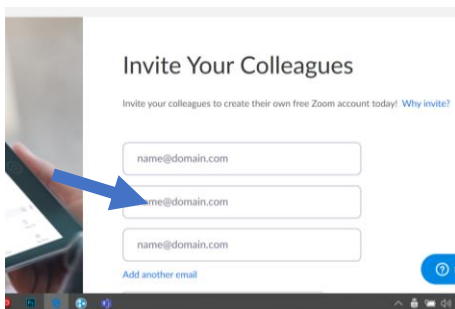 Invite Your Colleagues
Invite your colleagues to create their own free Zoom account today! Why invite?
name@domain.com
name@domain.com
name@domain.com
Add another email